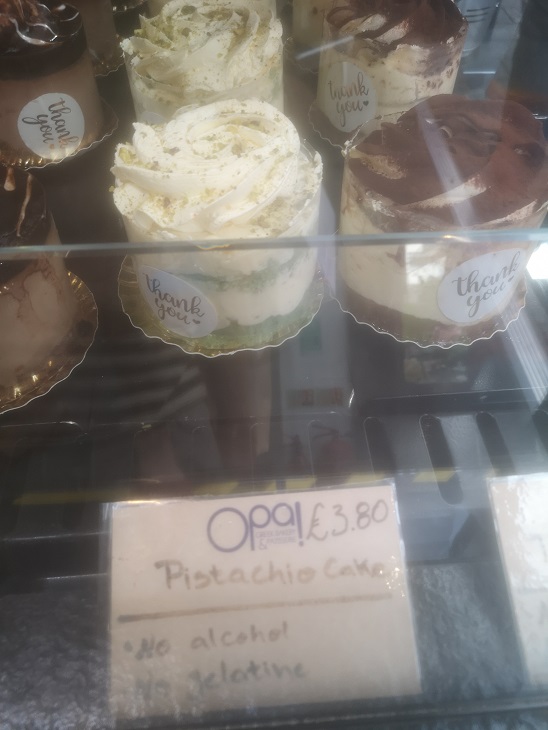 thank
you
thank
you
thank
you
thank
you
Opa! £3.80
Pistachio Cake
• No alcohol
No gelatine